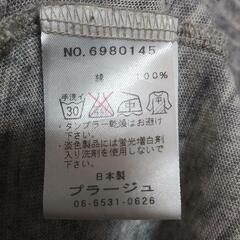 NO.6980145
綿 100%
手洗イ
30
中
・タンブラー乾燥はお避け
下さい
・淡色製品には蛍光増白剤
入り洗剤を使用しないで
下さい
日本製
プラージュ
06-6531-0626